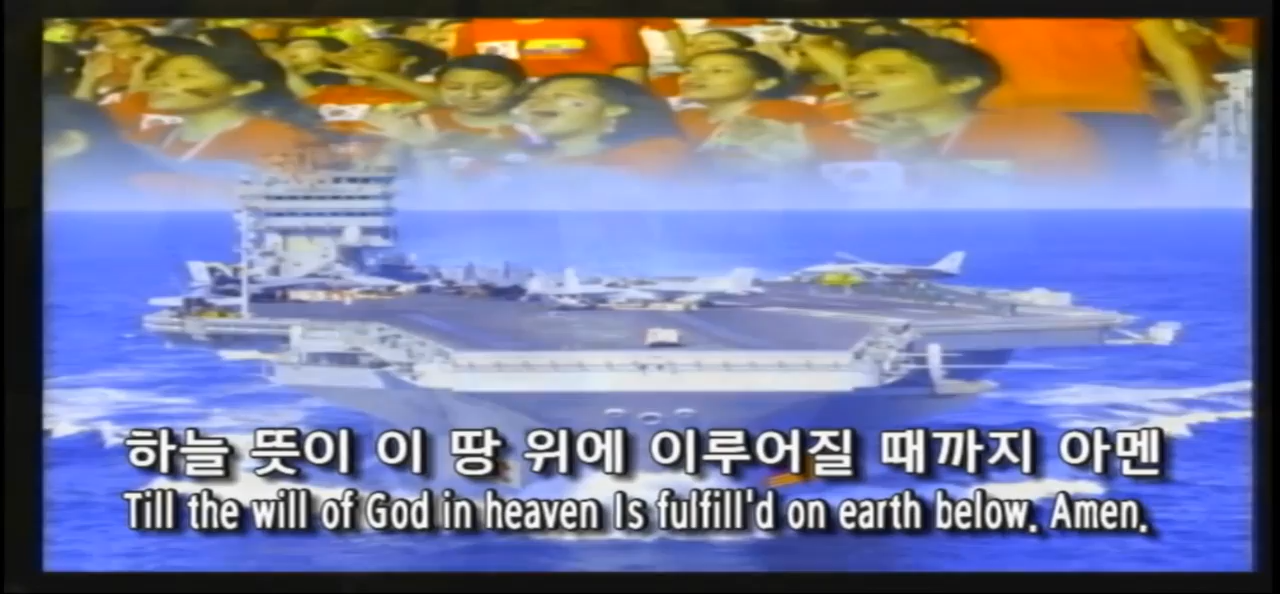 하늘 뜻이 이 땅 위에 이루어질 때까지 아멘
Till the will of God in heaven Is fulfill'd on earth below. Amen.